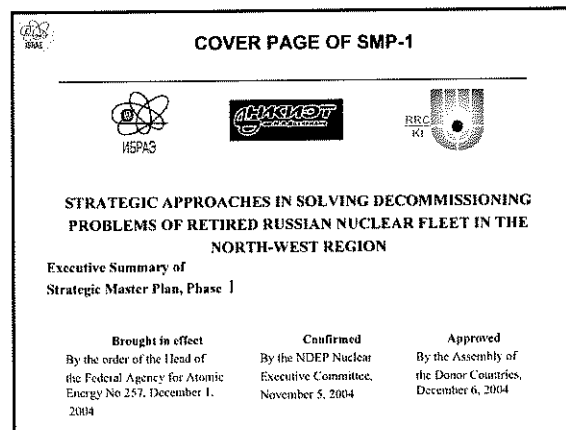 ИБРАЭ
COVER PAGE OF SMP-1
ИБРАЭ
НИКИЭТ
RRC
KI
STRATEGIC APPROACHES IN SOLVING DECOMMISSIONING
PROBLEMS OF RETIRED RUSSIAN NUCLEAR FLEET IN THE
NORTH-WEST REGION
Executive Summary of
Strategic Master Plan, Phase 1
Brought in effect
By the order of the Head of
the Federal Agency for Atomic
Energy No 257, December 1,
2004
Confirmed
By the NDEP Nuclear
Executive Committee,
November 5, 2004
Approved
By the Assembly of
the Donor Countries,
December 6, 2004